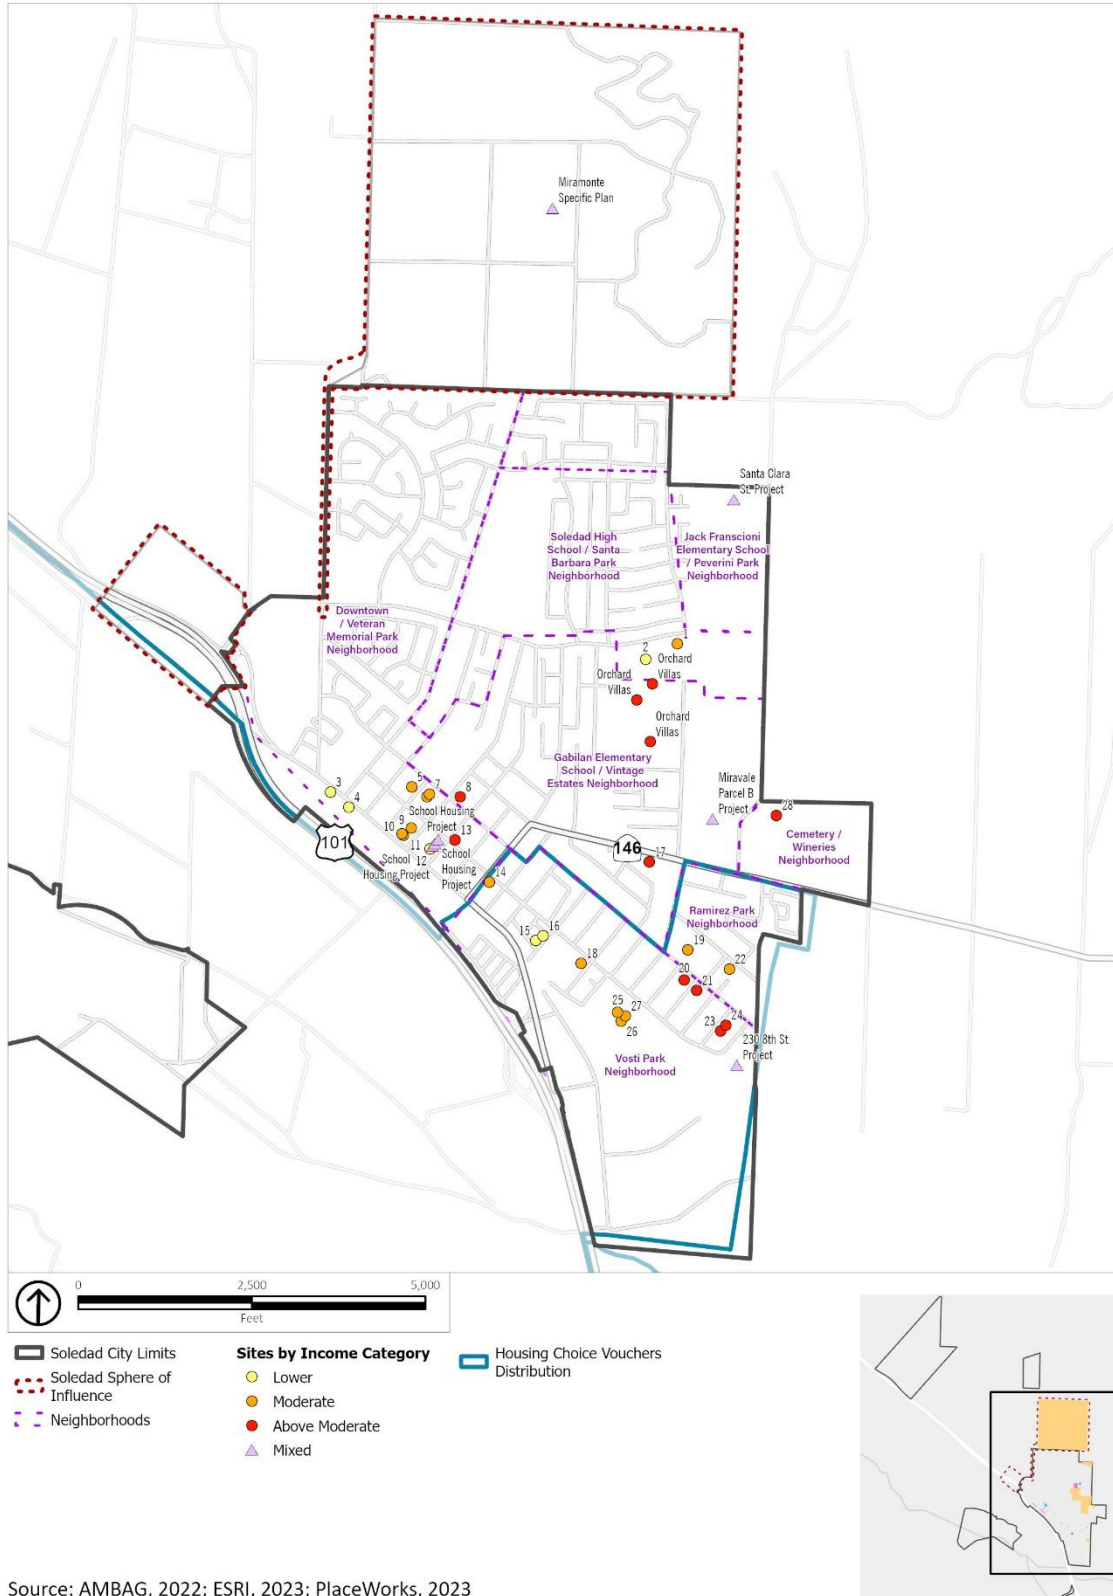 Miramonte
Specific Plan
Santa Clara
St. Project
Soledad High
School / Santa
Barbara Park
Neighborhood
Jack Franscioni
Elementary School
/ Peverini Park
Neighborhood
Downtown
/ Veteran
Memorial Park
Neighborhood
1
2
Orchard
Villas
Orchard
Villas
Orchard
Villas
Gabilan Elementary
School / Vintage
Estates Neighborhood
Miravale
Parcel B
Project
28
Cemetery /
Wineries
Neighborhood
3
4
5
7
8
School Housing
Project
9
10
11
12
13
School
Housing Project
School
Housing
Project
101
146
17
14
Ramirez Park
Neighborhood
15
16
18
19
20
21
22
23
24
25
26
27
230 8th St.
Project
Vosti Park
Neighborhood
0 2,500 5,000
Feet
Soledad City Limits
Soledad Sphere of
Influence
Neighborhoods
Sites by Income Category
Lower
Moderate
Above Moderate
Mixed
Housing Choice Vouchers
Distribution
Source: AMBAG, 2022; ESRI, 2023; PlaceWorks, 2023